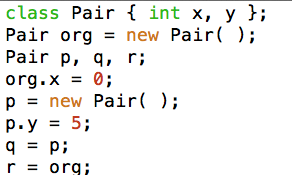 class Pair { int x, y };
Pair org = new Pair( );
Pair p, q, r;
org.x = 0;
p = new Pair( );
p.y = 5;
q = p;
r = org;